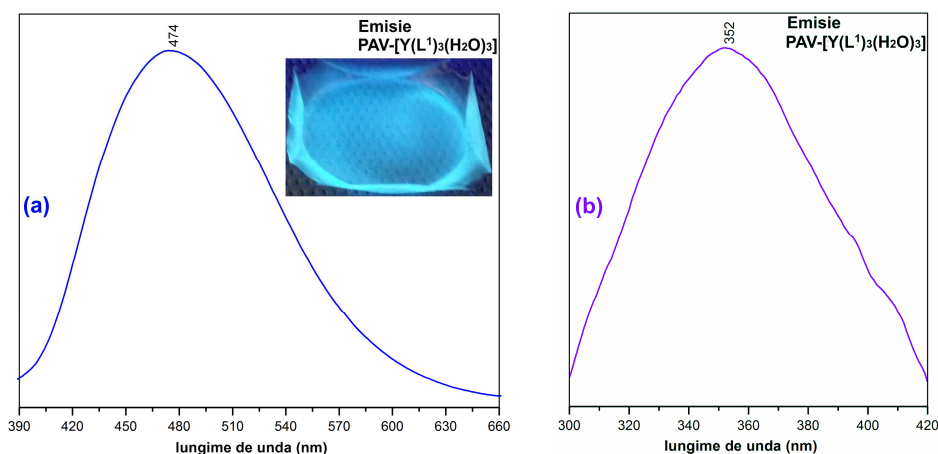 Emisie
PAV-[Y(L¹)₃(H₂O)₃]
474
(a)
390 420 450 480 510 540 570 600 630 660
lungime de unda (nm)
Emisie
PAV-[Y(L¹)₃(H₂O)₃]
352
(b)
300 320 340 360 380 400 420
lungime de unda (nm)